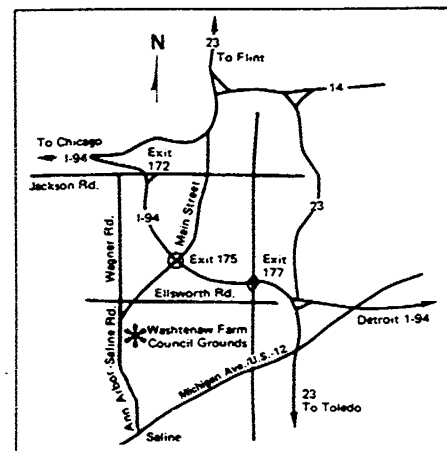 N
23
To Flint
14
To Chicago
I-94
Exit
172
Jackson Rd.
I-94
Main Street
23
Wagner Rd.
Exit 175
Exit
177
Ellsworth Rd.
Ann Arbor-Saline Rd.
Washtenaw Farm
Council Grounds
Detroit 1-94
Michigan Ave./U.S.-12
23
To Toledo
Saline